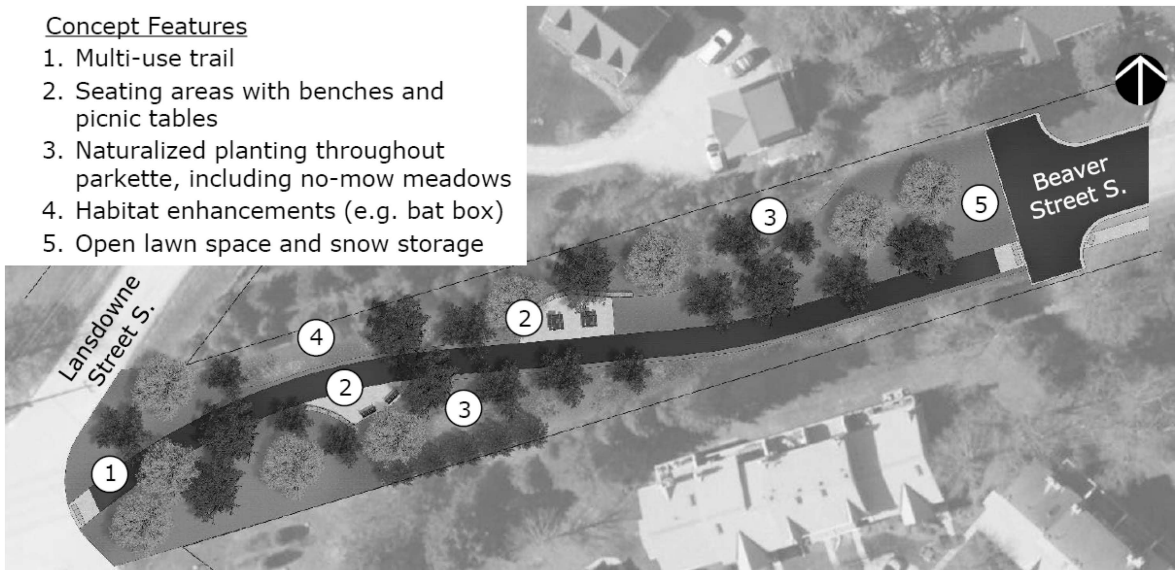 Concept Features
1. Multi-use trail
2. Seating areas with benches and
picnic tables
3. Naturalized planting throughout
parkette, including no-mow meadows
4. Habitat enhancements (e.g. bat box)
5. Open lawn space and snow storage
Beaver
Street S.
3
5
2
Lansdowne
Street S.
4
2
3
1